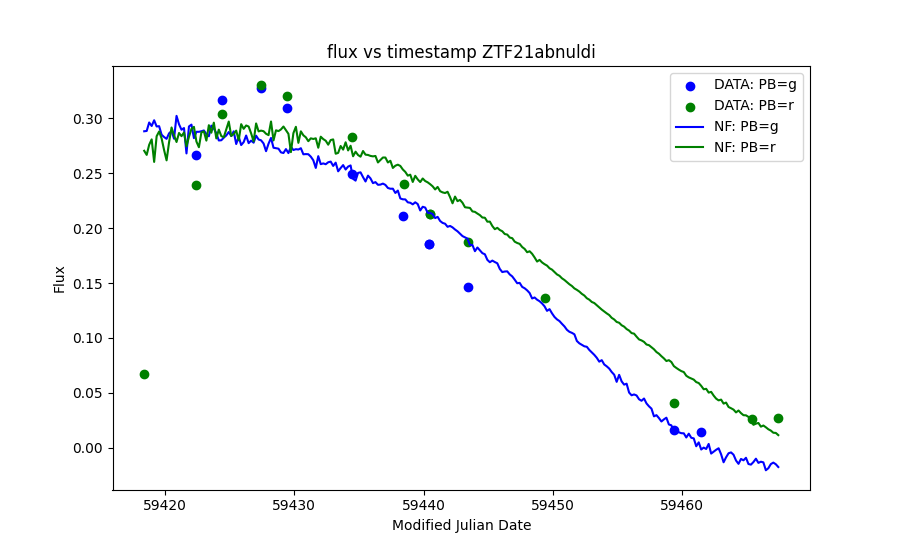 flux vs timestamp ZTF21abnuldi
DATA: PB=g
DATA: PB=r
NF: PB=g
NF: PB=r
0.30
0.25
0.20
0.15
0.10
0.05
0.00
Flux
59420
59430
59440
59450
59460
Modified Julian Date